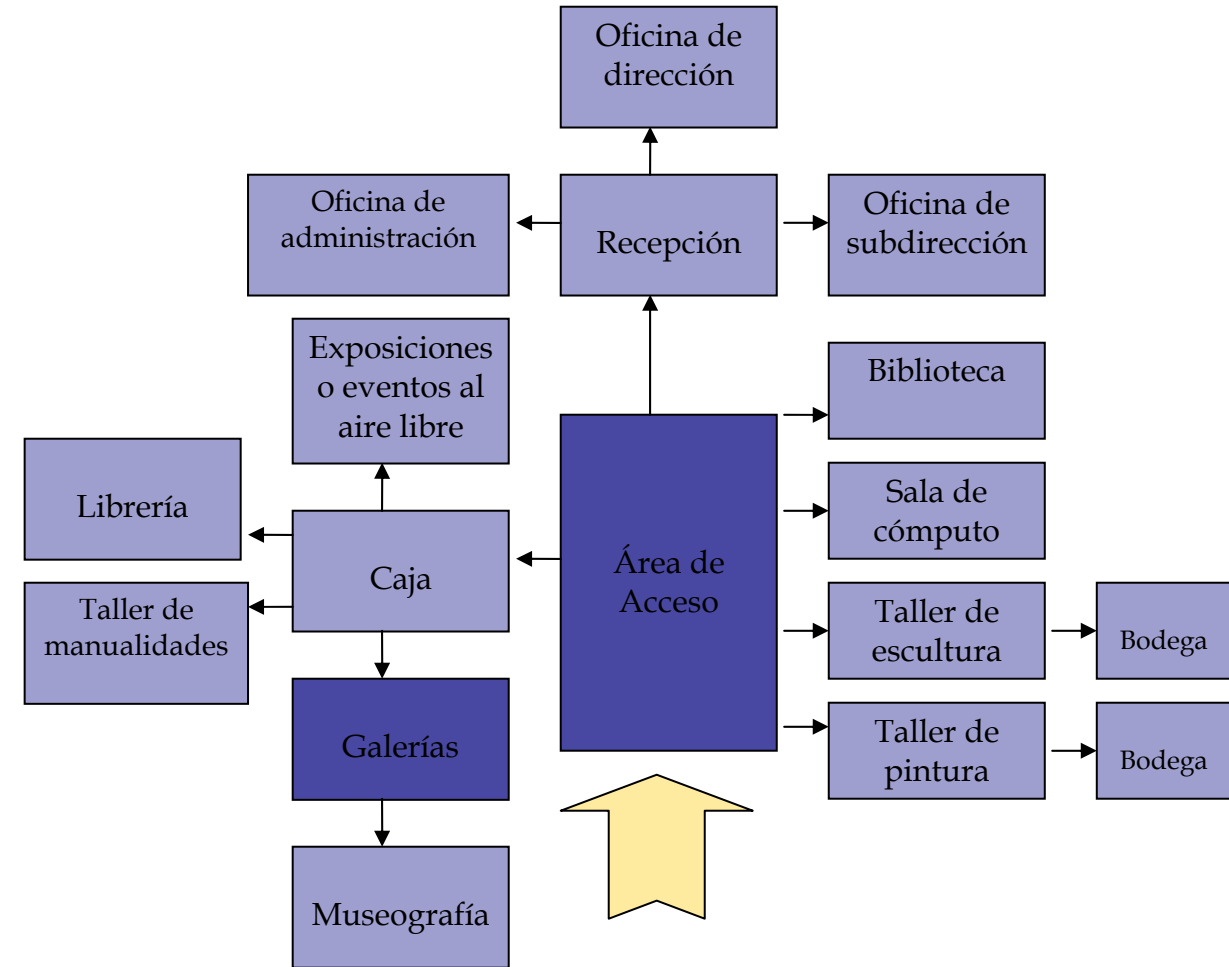 Oficina de
dirección
Oficina de
administración
Recepción
Oficina de
subdirección
Exposiciones
o eventos al
aire libre
Biblioteca
Librería
Sala de
cómputo
Caja
Área de
Acceso
Taller de
manualidades
Taller de
escultura
Bodega
Galerías
Taller de
pintura
Bodega
Museografía